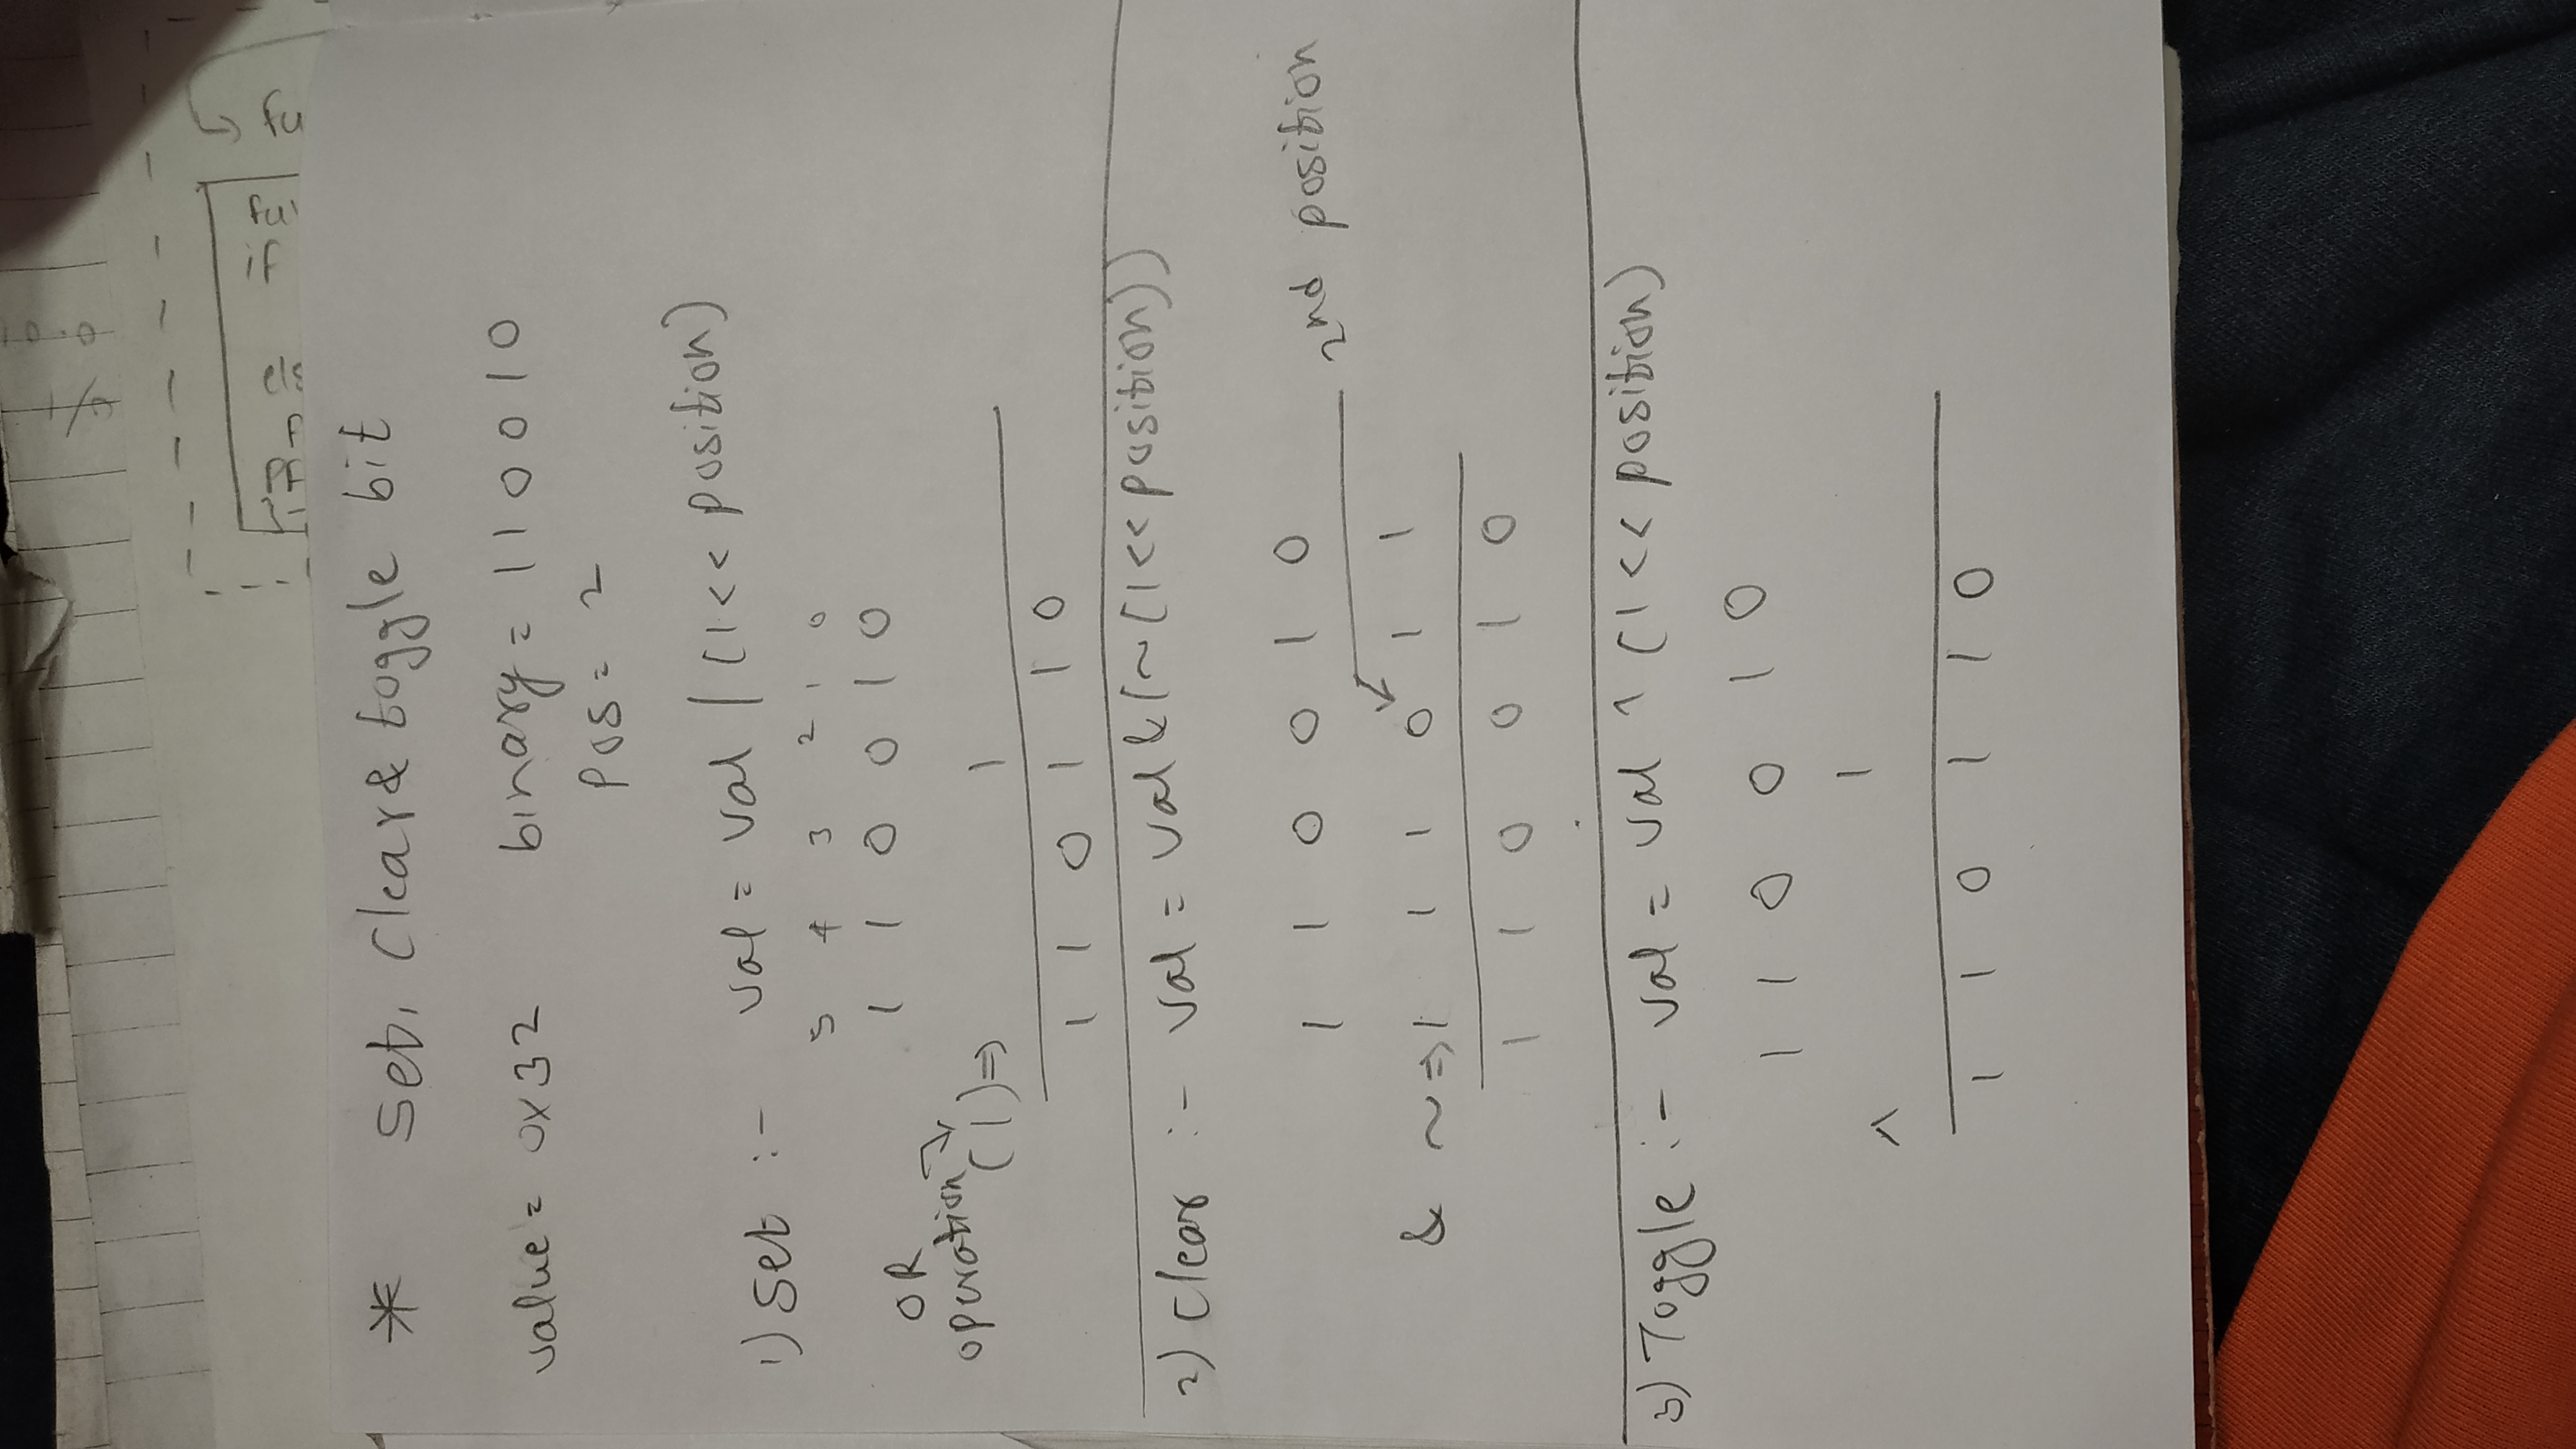 * Set, Clear & toggle bit
value = 0x32 binary = 110010
Pos = 2
1) Set :- val = val | (1<< position)
5 4 3 2 1 0
1 1 0 0 1 0
OR
operation
(|) => 1
1 1 0 1 1 0
2) Clear :- val = val & (~(1<< position))
1 1 0 0 1 0
2nd position
& ~ => 1 1 1 0 1 1
1 1 0 0 1 0
3) Toggle :- val = val ^ (1<< position)
1 1 0 0 1 0
1
^
1 1 0 1 1 0